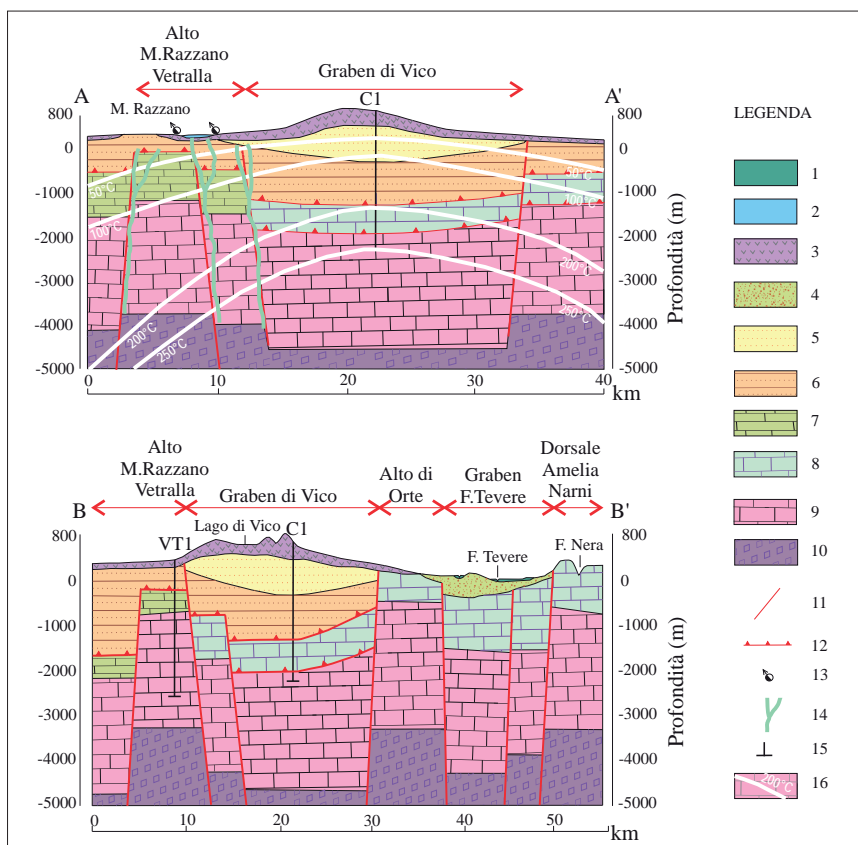 Alto
M.Razzano
Vetralla
Graben di Vico
A
M. Razzano
C1
A'
800
0
-1000
-2000
-3000
-4000
-5000
50°C
100°C
200°C
250°C
50°C
100°C
200°C
250°C
800
0
-1000
-2000
-3000
-4000
-5000
Profondità (m)
0 10 20 30 40
km
Alto
M.Razzano
Vetralla
Graben di Vico
Alto di
Orte
Graben
F.Tevere
Dorsale
Amelia
Narni
B
VT1
Lago di Vico
C1
F. Tevere
F. Nera
B'
800
0
-1000
-2000
-3000
-4000
-5000
800
0
-1000
-2000
-3000
-4000
-5000
Profondità (m)
0 10 20 30 40 50
km
LEGENDA
1
2
3
4
5
6
7
8
9
10
11
12
13
14
15
200°C 16